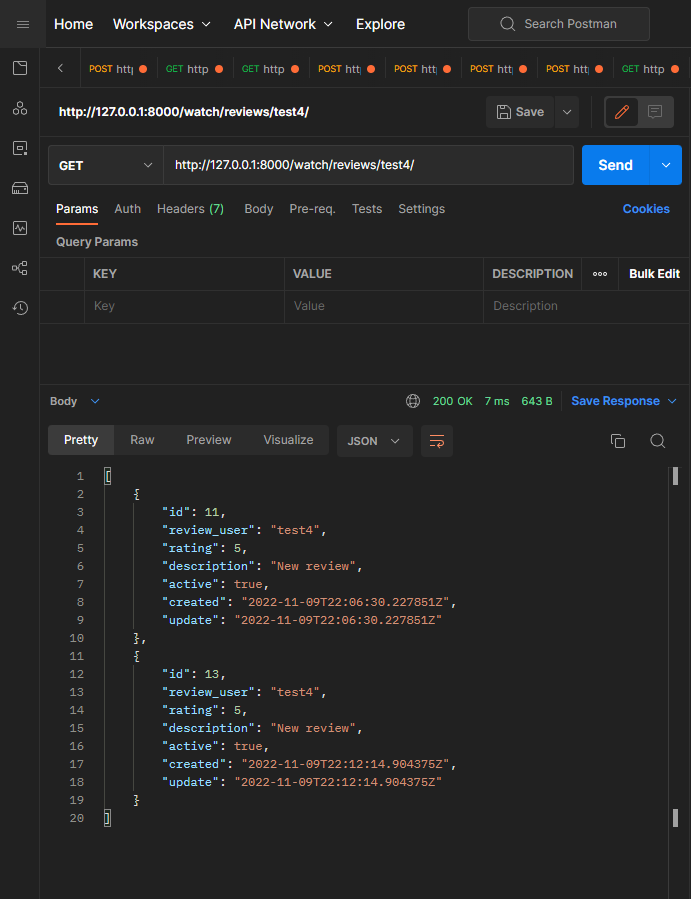 Home Workspaces API Network Explore Search Postman
POST http GET http GET http POST http POST http POST http POST http GET http
http://127.0.0.1:8000/watch/reviews/test4/ Save
GET http://127.0.0.1:8000/watch/reviews/test4/ Send
Params Auth Headers (7) Body Pre-req. Tests Settings Cookies
Query Params
KEY VALUE DESCRIPTION ooo Bulk Edit
Key Value Description
Body 200 OK 7 ms 643 B Save Response
Pretty Raw Preview Visualize JSON
1 [
2 {
3 "id": 11,
4 "review_user": "test4",
5 "rating": 5,
6 "description": "New review",
7 "active": true,
8 "created": "2022-11-09T22:06:30.227851Z",
9 "update": "2022-11-09T22:06:30.227851Z"
10 },
11 {
12 "id": 13,
13 "review_user": "test4",
14 "rating": 5,
15 "description": "New review",
16 "active": true,
17 "created": "2022-11-09T22:12:14.904375Z",
18 "update": "2022-11-09T22:12:14.904375Z"
19 }
20 ]